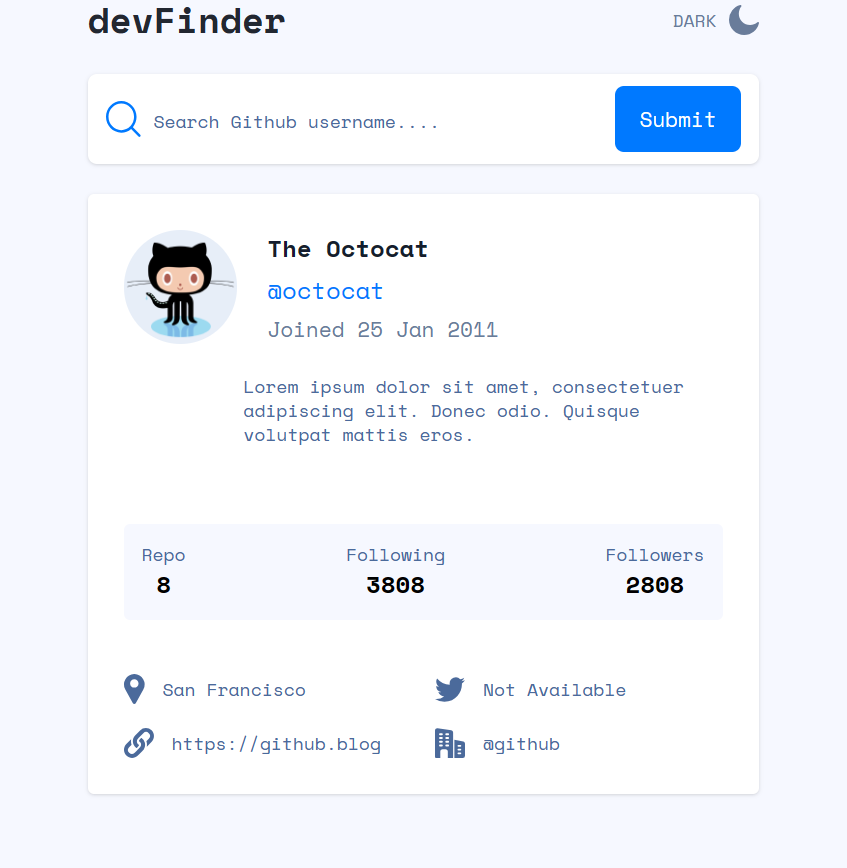 devFinder
DARK
Search Github username....
Submit
The Octocat
@octocat
Joined 25 Jan 2011
Lorem ipsum dolor sit amet, consectetuer
adipiscing elit. Donec odio. Quisque
volutpat mattis eros.
Repo
8
Following
3808
Followers
2808
San Francisco
Not Available
https://github.blog
@github